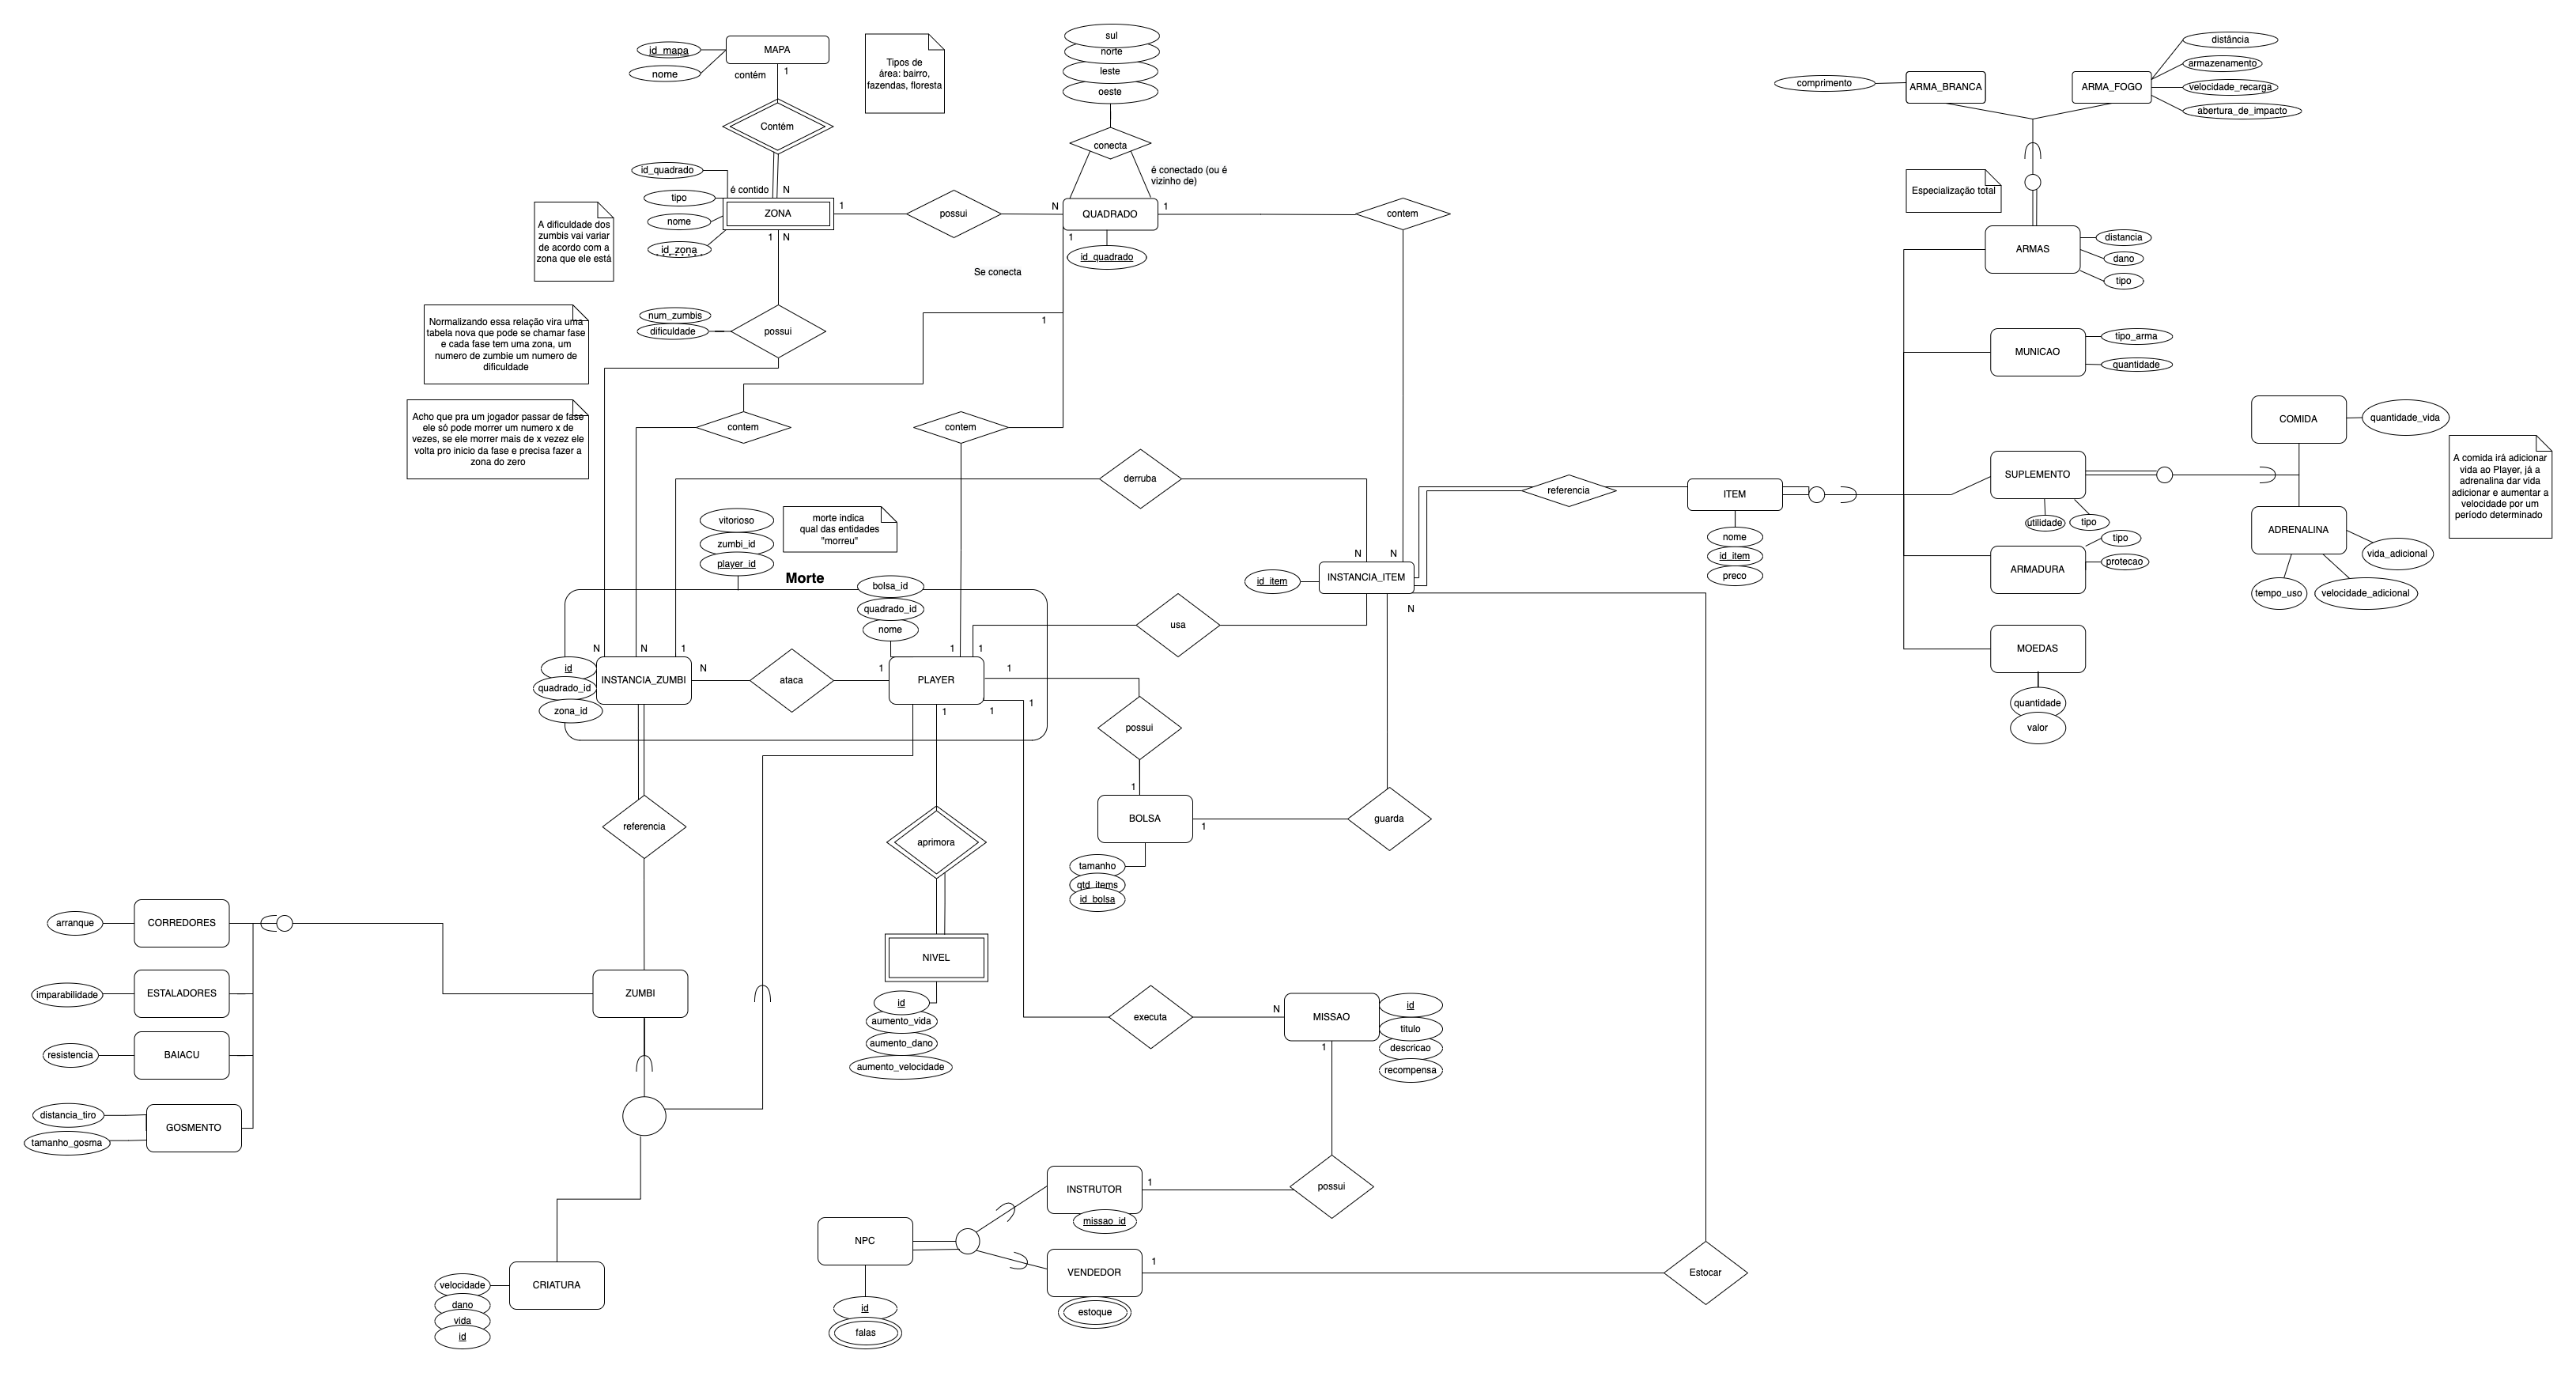 sul
norte
leste
oeste
id_mapa
nome
MAPA
contém
1
Tipos de
área: bairro,
fazendas, floresta
Contém
conecta
é conectado (ou é
vizinho de)
id_quadrado
tipo
nome
id_zona
é contido
N
ZONA
1
1
N
possui
N
QUADRADO
1
1
id_quadrado
contem
A dificuldade dos
zumbis vai variar
de acordo com a
zona que ele está
Se conecta
Normalizando essa relação vira uma
tabela nova que pode se chamar fase
e cada fase tem uma zona, um
numero de zumbie um numero de
dificuldade
num_zumbis
dificuldade
possui
1
Acho que pra um jogador passar de fase
ele só pode morrer um numero x de
vezes, se ele morrer mais de x vezez ele
volta pro inicio da fase e precisa fazer a
zona do zero
contem
contem
derruba
distância
armazenamento
velocidade_recarga
abertura_de_impacto
comprimento
ARMA_BRANCA
ARMA_FOGO
Especialização total
ARMAS
distancia
dano
tipo
MUNICAO
tipo_arma
quantidade
COMIDA
quantidade_vida
A comida irá adicionar
vida ao Player, já a
adrenalina dar vida
adicionar e aumentar a
velocidade por um
período determinado
SUPLEMENTO
utilidade
tipo
ADRENALINA
vida_adicional
tempo_uso
velocidade_adicional
ARMADURA
tipo
protecao
MOEDAS
quantidade
valor
referencia
ITEM
nome
id_item
preco
N
N
id_item
INSTANCIA_ITEM
N
vitorioso
zumbi_id
player_id
morte indica
qual das entidades
"morreu"
Morte
bolsa_id
quadrado_id
nome
usa
N
N
1
id
quadrado_id
zona_id
INSTANCIA_ZUMBI
N
ataca
1
1
1
PLAYER
1
1
1
1
possui
1
BOLSA
1
guarda
tamanho
qtd_items
id_bolsa
referencia
aprimora
NIVEL
id
aumento_vida
aumento_dano
aumento_velocidade
arranque
CORREDORES
imparabilidade
ESTALADORES
resistencia
BAIACU
distancia_tiro
tamanho_gosma
GOSMENTO
ZUMBI
executa
N
MISSAO
1
id
titulo
descricao
recompensa
INSTRUTOR
1
missao_id
possui
NPC
id
falas
VENDEDOR
1
estoque
Estocar
velocidade
dano
vida
id
CRIATURA